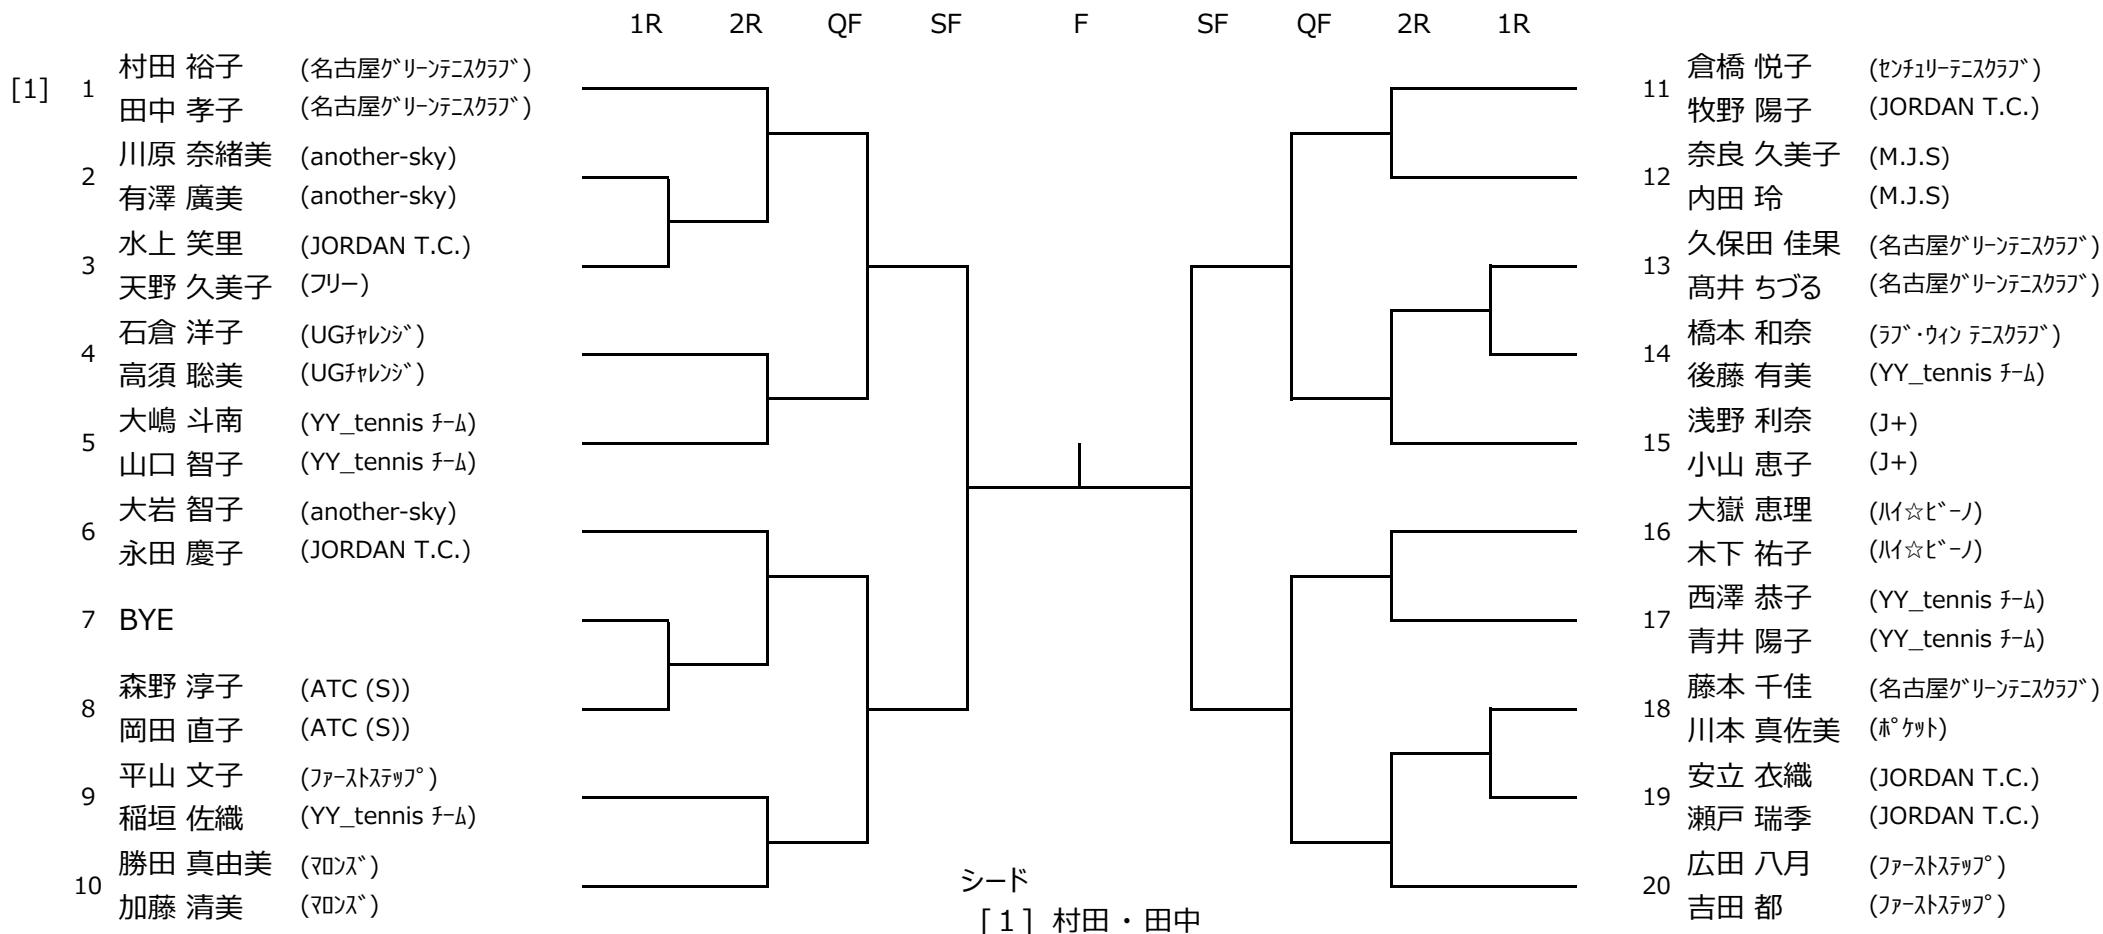 1R 2R QF SF F SF QF 2R 1R
村田 裕子 (名古屋ｸﾞﾘｰﾝﾃﾆｽｸﾗﾌﾞ)
[1] 1
田中 孝子 (名古屋ｸﾞﾘｰﾝﾃﾆｽｸﾗﾌﾞ)
川原 奈緒美 (another-sky)
2
有澤 廣美 (another-sky)
水上 笑里 (JORDAN T.C.)
3
天野 久美子 (フリー)
石倉 洋子 (UGﾁｬﾚﾝｼﾞ)
4
高須 聡美 (UGﾁｬﾚﾝｼﾞ)
大嶋 斗南 (YY_tennis ﾁｰﾑ)
5
山口 智子 (YY_tennis ﾁｰﾑ)
大岩 智子 (another-sky)
6
永田 慶子 (JORDAN T.C.)
7 BYE
森野 淳子 (ATC (S))
8
岡田 直子 (ATC (S))
平山 文子 (ﾌｧｰｽﾄｽﾃｯﾌﾟ)
9
稲垣 佐織 (YY_tennis ﾁｰﾑ)
勝田 真由美 (ﾏﾛﾝｽﾞ)
10
加藤 清美 (ﾏﾛﾝｽﾞ)
倉橋 悦子 (ｾﾝﾁｭﾘｰﾃﾆｽｸﾗﾌﾞ)
11
牧野 陽子 (JORDAN T.C.)
奈良 久美子 (M.J.S)
12
内田 玲 (M.J.S)
久保田 佳果 (名古屋ｸﾞﾘｰﾝﾃﾆｽｸﾗﾌﾞ)
13
髙井 ちづる (名古屋ｸﾞﾘｰﾝﾃﾆｽｸﾗﾌﾞ)
橋本 和奈 (ﾗﾌﾞ･ｳｨﾝ ﾃﾆｽｸﾗﾌﾞ)
14
後藤 有美 (YY_tennis ﾁｰﾑ)
浅野 利奈 (J+)
15
小山 恵子 (J+)
大嶽 恵理 (ﾊｲ☆ﾋﾞｰﾉ)
16
木下 祐子 (ﾊｲ☆ﾋﾞｰﾉ)
西澤 恭子 (YY_tennis ﾁｰﾑ)
17
青井 陽子 (YY_tennis ﾁｰﾑ)
藤本 千佳 (名古屋ｸﾞﾘｰﾝﾃﾆｽｸﾗﾌﾞ)
18
川本 真佐美 (ﾎﾟｹｯﾄ)
安立 衣織 (JORDAN T.C.)
19
瀬戸 瑞季 (JORDAN T.C.)
広田 八月 (ﾌｧｰｽﾄｽﾃｯﾌﾟ)
20
吉田 都 (ﾌｧｰｽﾄｽﾃｯﾌﾟ)
シード
[ 1 ] 村田 ・ 田中